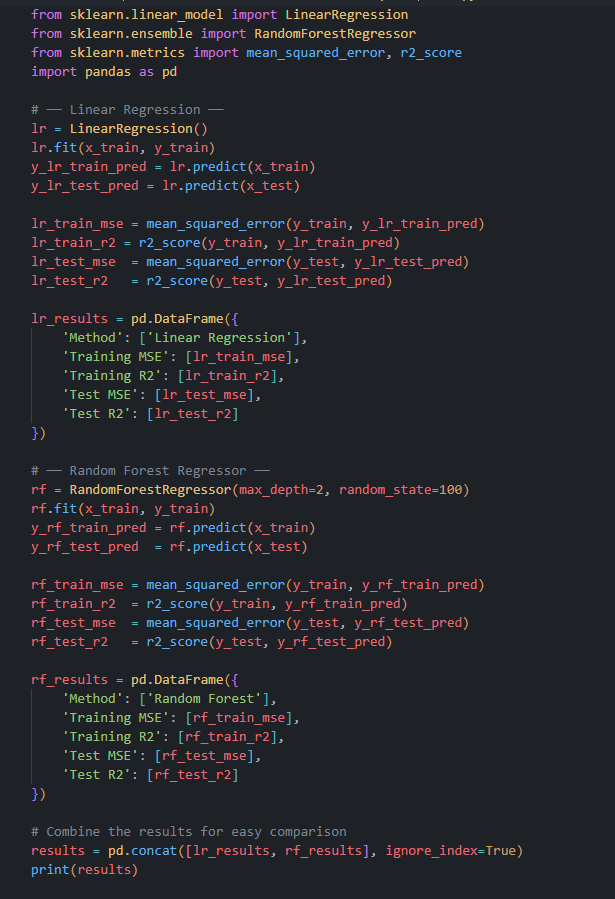 from sklearn.linear_model import LinearRegression
from sklearn.ensemble import RandomForestRegressor
from sklearn.metrics import mean_squared_error, r2_score
import pandas as pd

# — Linear Regression —
lr = LinearRegression()
lr.fit(x_train, y_train)
y_lr_train_pred = lr.predict(x_train)
y_lr_test_pred = lr.predict(x_test)

lr_train_mse = mean_squared_error(y_train, y_lr_train_pred)
lr_train_r2 = r2_score(y_train, y_lr_train_pred)
lr_test_mse  = mean_squared_error(y_test, y_lr_test_pred)
lr_test_r2   = r2_score(y_test, y_lr_test_pred)

lr_results = pd.DataFrame({
    'Method': ['Linear Regression'],
    'Training MSE': [lr_train_mse],
    'Training R2': [lr_train_r2],
    'Test MSE': [lr_test_mse],
    'Test R2': [lr_test_r2]
})

# — Random Forest Regressor —
rf = RandomForestRegressor(max_depth=2, random_state=100)
rf.fit(x_train, y_train)
y_rf_train_pred = rf.predict(x_train)
y_rf_test_pred  = rf.predict(x_test)

rf_train_mse = mean_squared_error(y_train, y_rf_train_pred)
rf_train_r2  = r2_score(y_train, y_rf_train_pred)
rf_test_mse  = mean_squared_error(y_test, y_rf_test_pred)
rf_test_r2   = r2_score(y_test, y_rf_test_pred)

rf_results = pd.DataFrame({
    'Method': ['Random Forest'],
    'Training MSE': [rf_train_mse],
    'Training R2': [rf_train_r2],
    'Test MSE': [rf_test_mse],
    'Test R2': [rf_test_r2]
})

# Combine the results for easy comparison
results = pd.concat([lr_results, rf_results], ignore_index=True)
print(results)